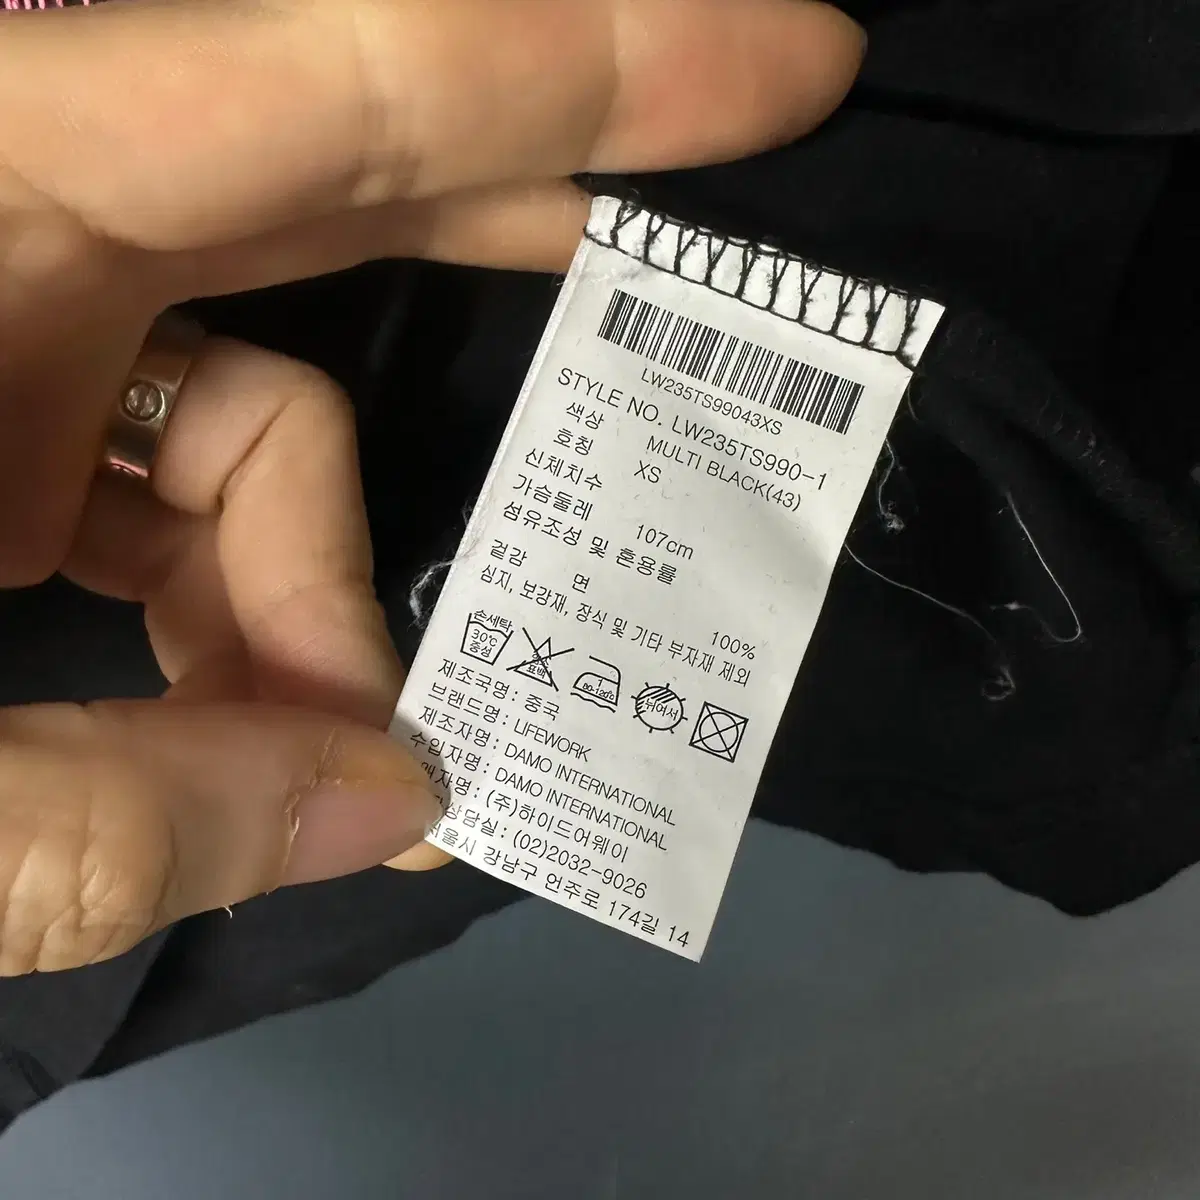 LW235TS99043XS
STYLE NO. LW235TS990-1
색상 MULTI BLACK(43)
호칭 XS
신체치수
가슴둘레 107cm
섬유조성 및 혼용률
겉감 면 100%
심지, 보강재, 장식 및 기타 부자재 제외
손세탁
30℃
중성
표백
뉘어서
제조국명 : 중국
브랜드명 : LIFEWORK
제조자명 : DAMO INTERNATIONAL
수입자명 : DAMO INTERNATIONAL
자명 : (주)하이드어웨이
상담실 : (02)2032-9026
서울시 강남구 언주로 174길 14